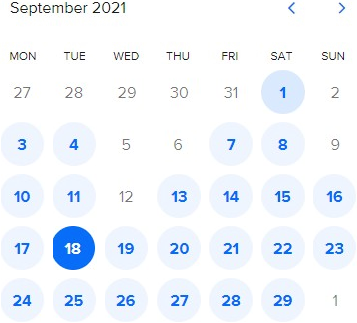 September 2021
MON TUE WED THU FRI SAT SUN
27 28 29 30 31 1 2
3 4 5 6 7 8 9
10 11 12 13 14 15 16
17 18 19 20 21 22 23
24 25 26 27 28 29 1